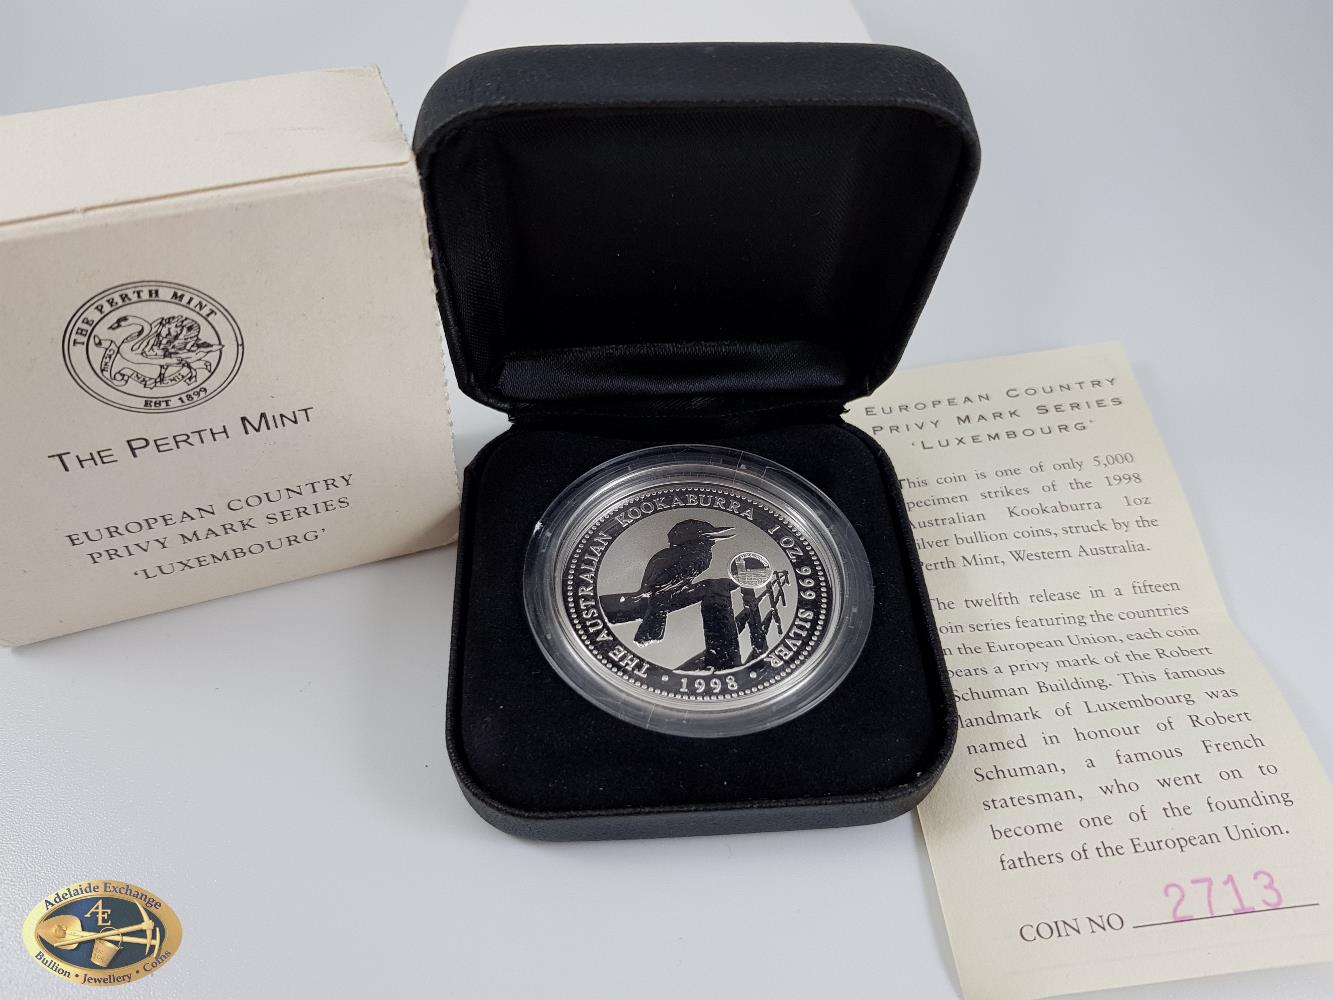 THE PERTH MINT
EST 1899
THE PERTH MINT
EUROPEAN COUNTRY
PRIVY MARK SERIES
'LUXEMBOURG'
THE AUSTRALIAN KOOKABURRA 1 OZ 999 SILVER
· 1998 ·
EUROPEAN COUNTRY
PRIVY MARK SERIES
'LUXEMBOURG'
This coin is one of only 5,000
specimen strikes of the 1998
Australian Kookaburra 1oz
silver bullion coins, struck by the
Perth Mint, Western Australia.
The twelfth release in a fifteen
coin series featuring the countries
in the European Union, each coin
bears a privy mark of the Robert
Schuman Building. This famous
landmark of Luxembourg was
named in honour of Robert
Schuman, a famous French
statesman, who went on to
become one of the founding
fathers of the European Union.
COIN NO 2713
Adelaide Exchange
AE
Bullion • Jewellery • Coins